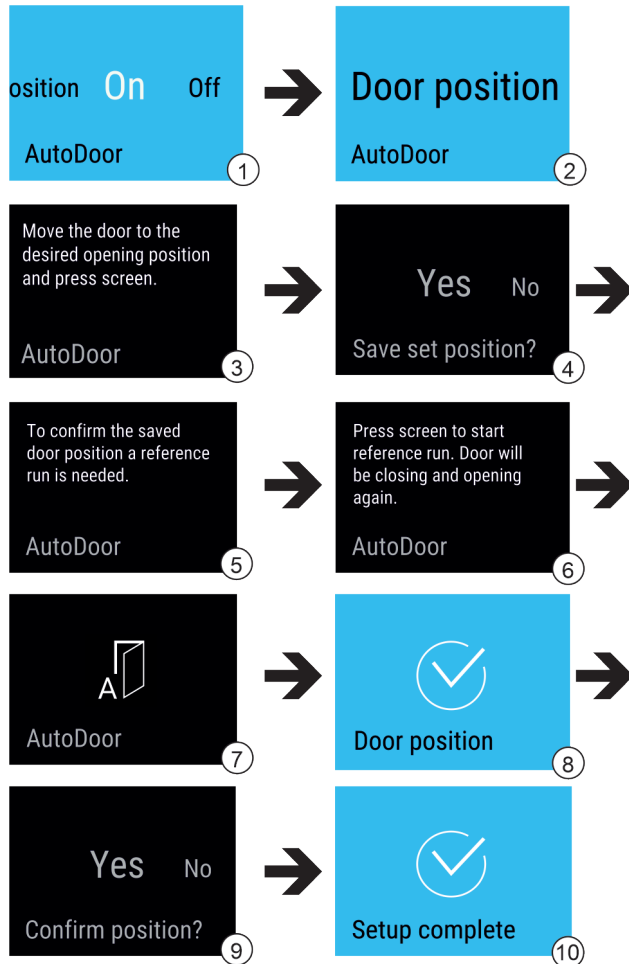 osition On Off
AutoDoor
1
Door position
AutoDoor
2
Move the door to the
desired opening position
and press screen.
AutoDoor
3
Yes No
Save set position?
4
To confirm the saved
door position a reference
run is needed.
AutoDoor
5
Press screen to start
reference run. Door will
be closing and opening
again.
AutoDoor
6
A
AutoDoor
7
Door position
8
Yes No
Confirm position?
9
Setup complete
10